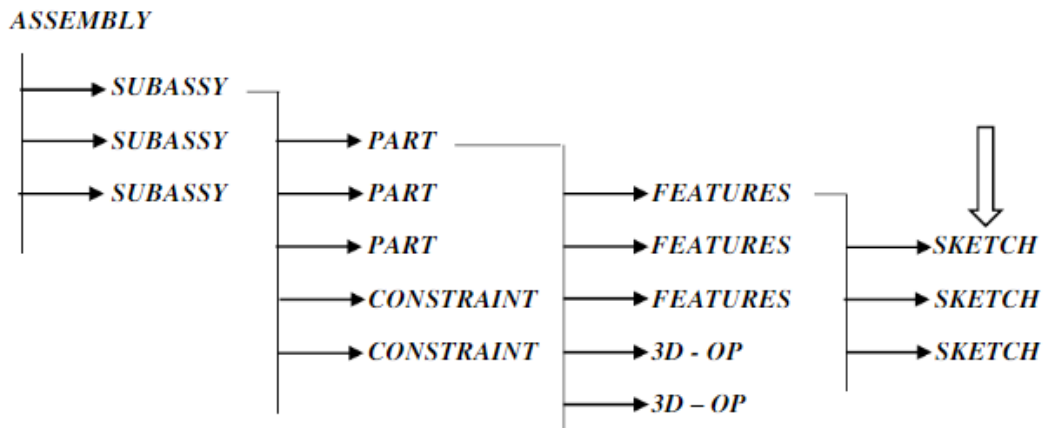 ASSEMBLY
SUBASSY
SUBASSY PART
SUBASSY PART FEATURES
PART FEATURES SKETCH
CONSTRAINT FEATURES SKETCH
CONSTRAINT 3D - OP SKETCH
3D – OP